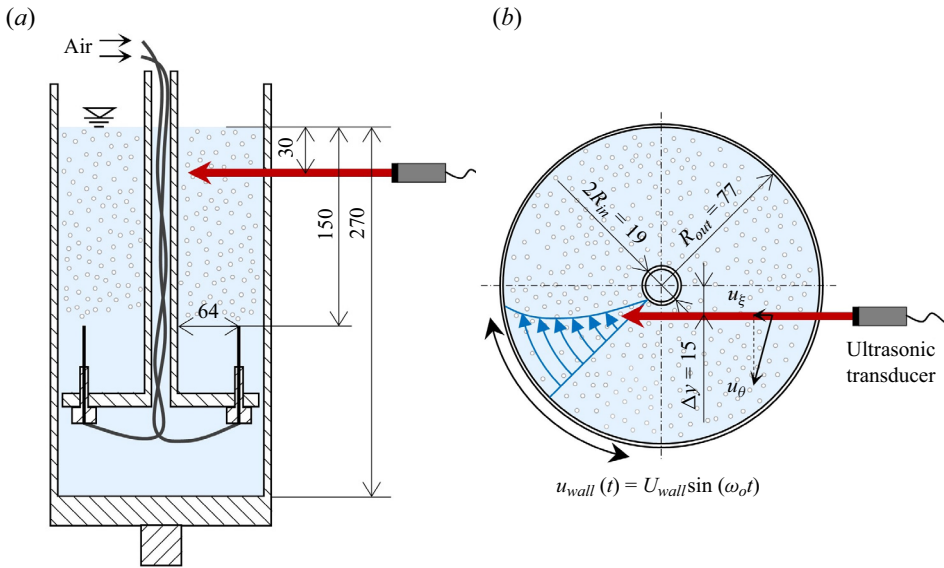 (a)
Air
30
150
270
64
(b)
2R_in = 19
R_out = 77
u_ξ
Δy = 15
u_θ
Ultrasonic
transducer
u_wall (t) = U_wall sin (ω_o t)